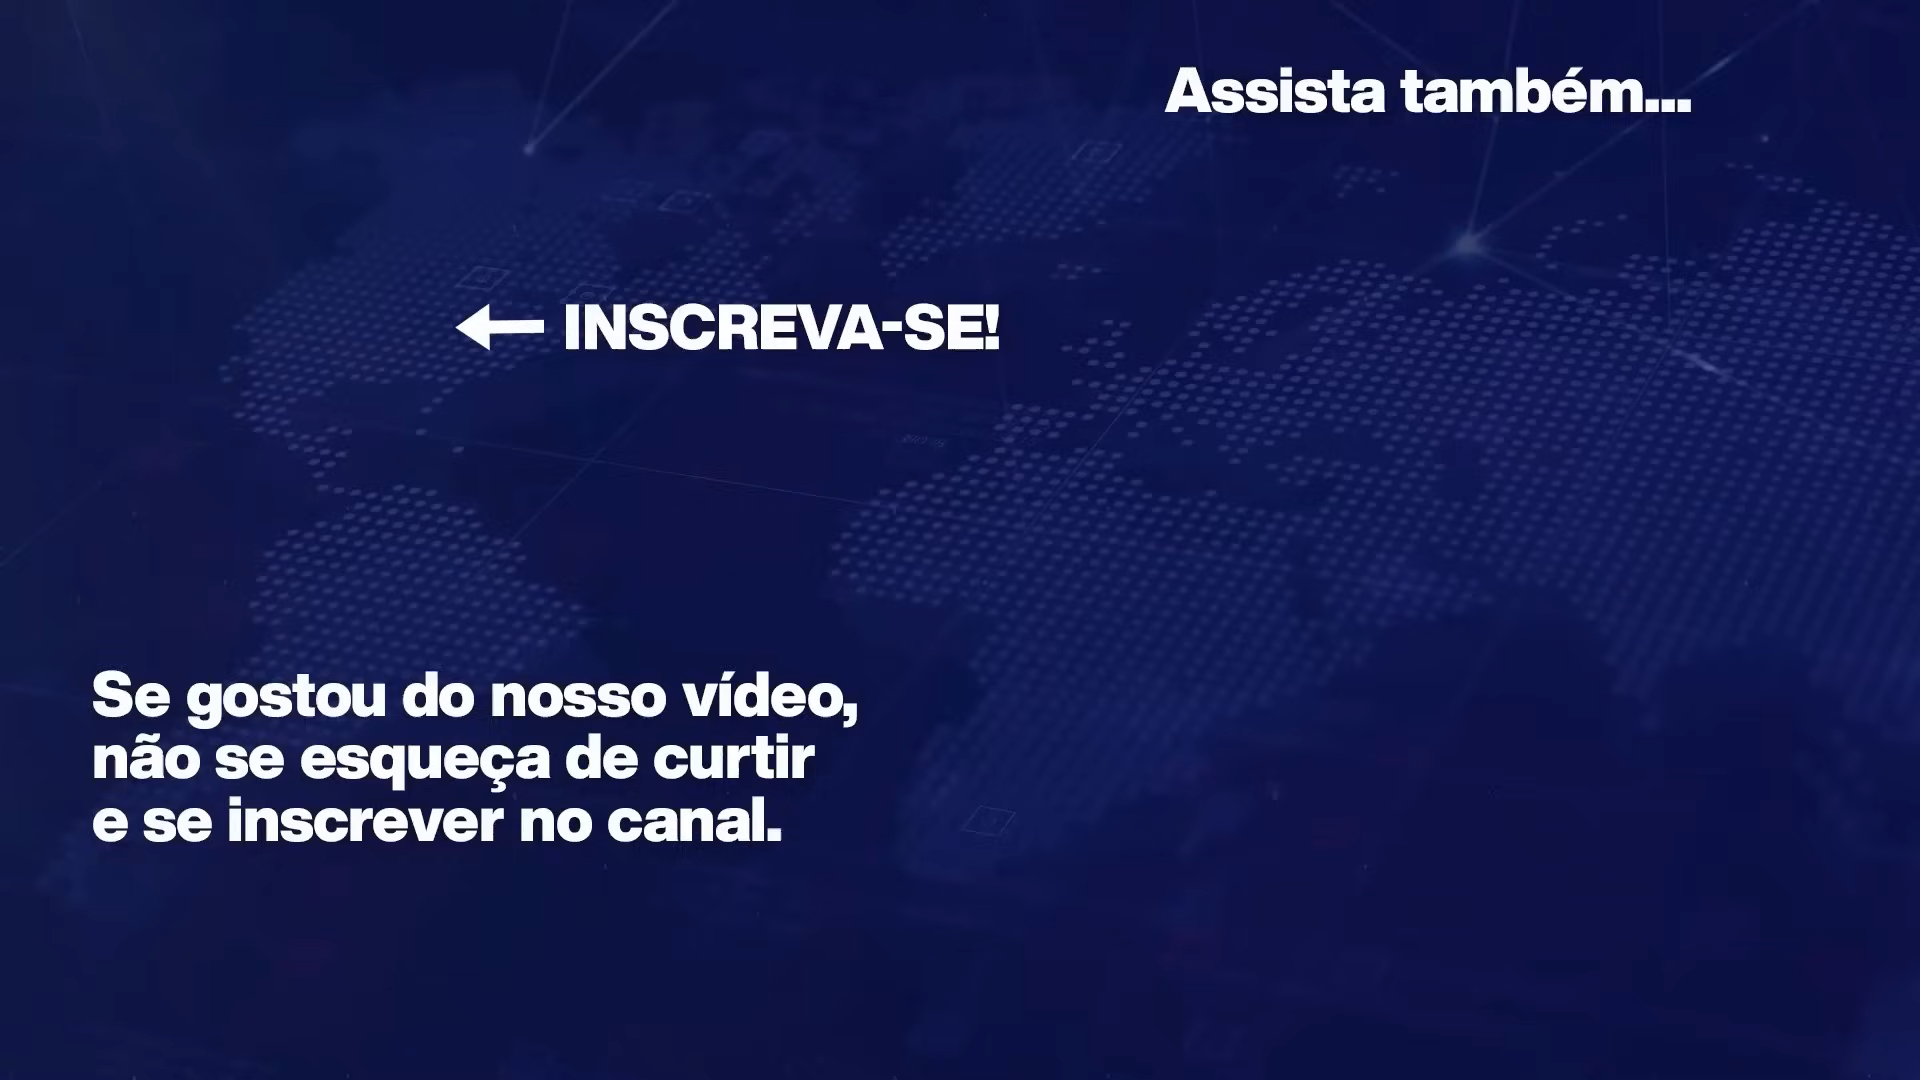 Assista também...
INSCREVA-SE!
Se gostou do nosso vídeo,
não se esqueça de curtir
e se inscrever no canal.